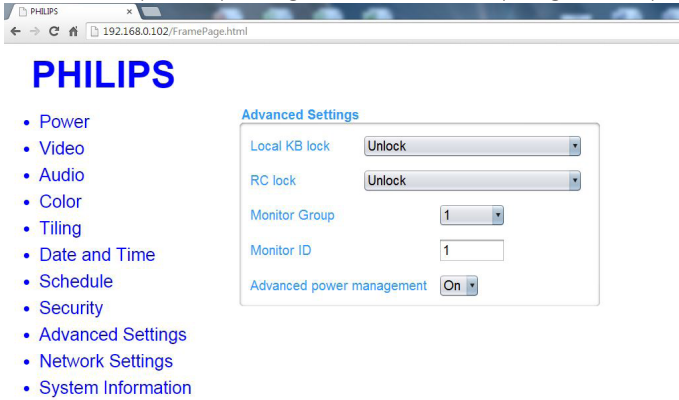 PHILIPS
192.168.0.102/FramePage.html
PHILIPS
• Power
• Video
• Audio
• Color
• Tiling
• Date and Time
• Schedule
• Security
• Advanced Settings
• Network Settings
• System Information
Advanced Settings
Local KB lock Unlock
RC lock Unlock
Monitor Group 1
Monitor ID 1
Advanced power management On